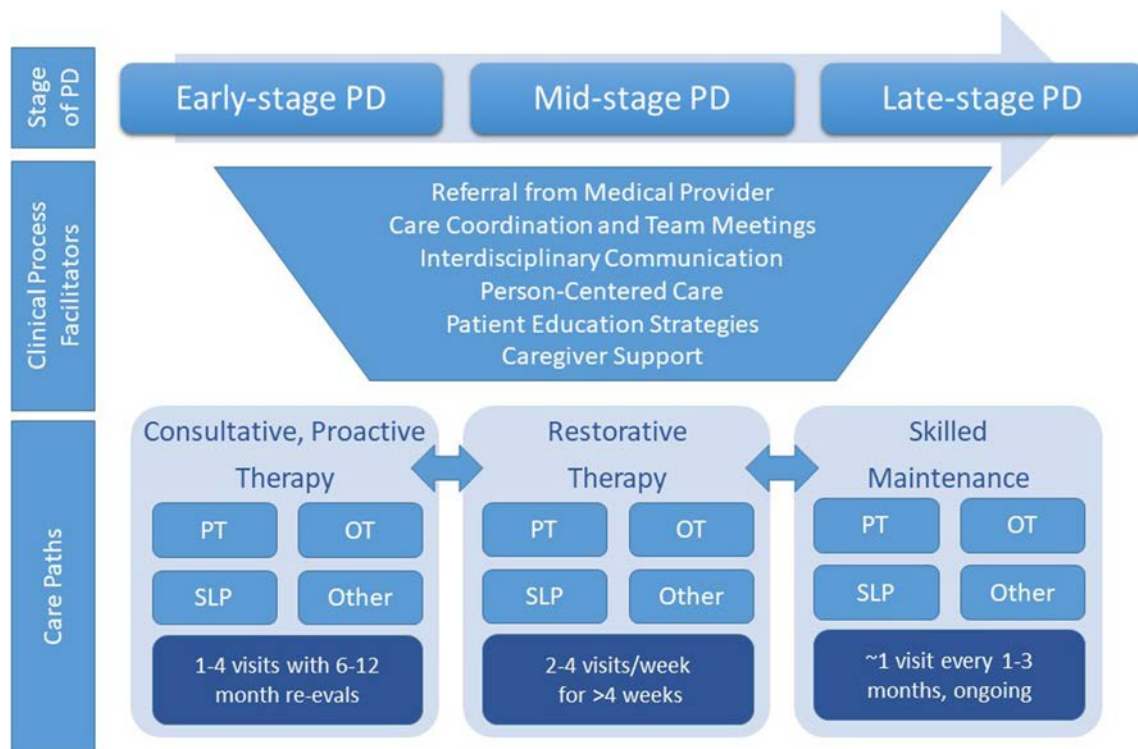 Stage
of PD
Early-stage PD
Mid-stage PD
Late-stage PD
Clinical Process
Facilitators
Referral from Medical Provider
Care Coordination and Team Meetings
Interdisciplinary Communication
Person-Centered Care
Patient Education Strategies
Caregiver Support
Care Paths
Consultative, Proactive
Therapy
PT
OT
SLP
Other
1-4 visits with 6-12
month re-evals
Restorative
Therapy
PT
OT
SLP
Other
2-4 visits/week
for >4 weeks
Skilled
Maintenance
PT
OT
SLP
Other
~1 visit every 1-3
months, ongoing